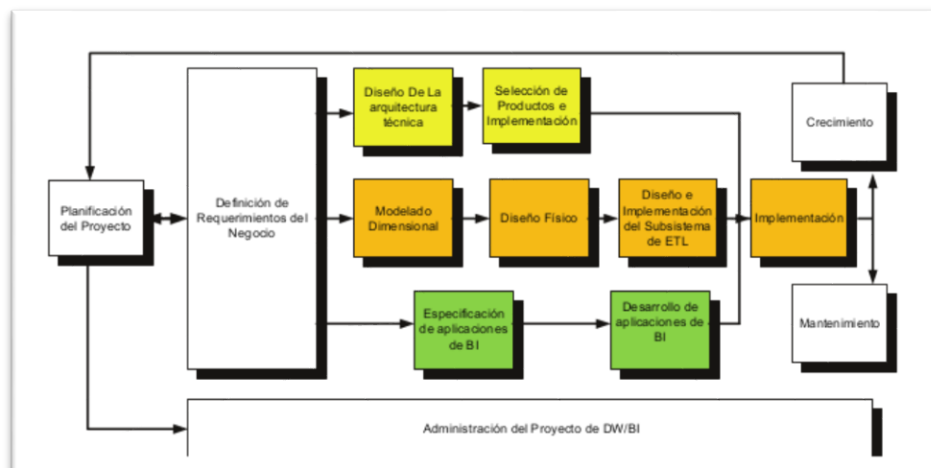 Diseño De La
arquitectura
técnica
Selección de
Productos e
Implementación
Crecimiento
Planificación
del Proyecto
Definición de
Requerimientos del
Negocio
Modelado
Dimensional
Diseño Físico
Diseño e
Implementación
del Subsistema
de ETL
Implementación
Especificación
de aplicaciones
de BI
Desarrollo de
aplicaciones de
BI
Mantenimiento
Administración del Proyecto de DW/BI